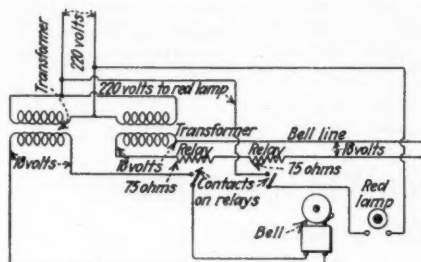 220 volts
Transformer
220 volts to red lamp
Transformer
Bell line
Relay
Relay
18 volts
18 volts
18 volts
75 ohms
75 ohms
Contacts
on relays
Red
lamp
Bell